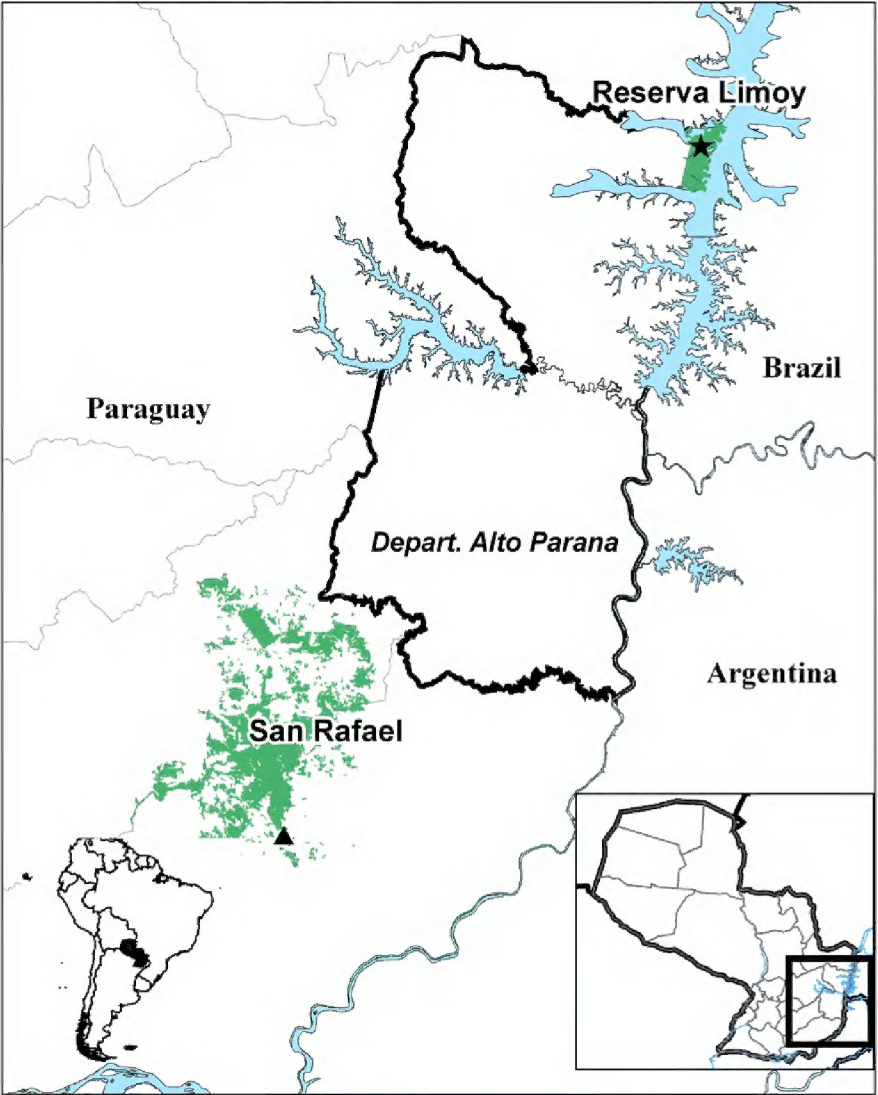 Reserva Limoy
Brazil
Paraguay
Depart. Alto Parana
Argentina
San Rafael